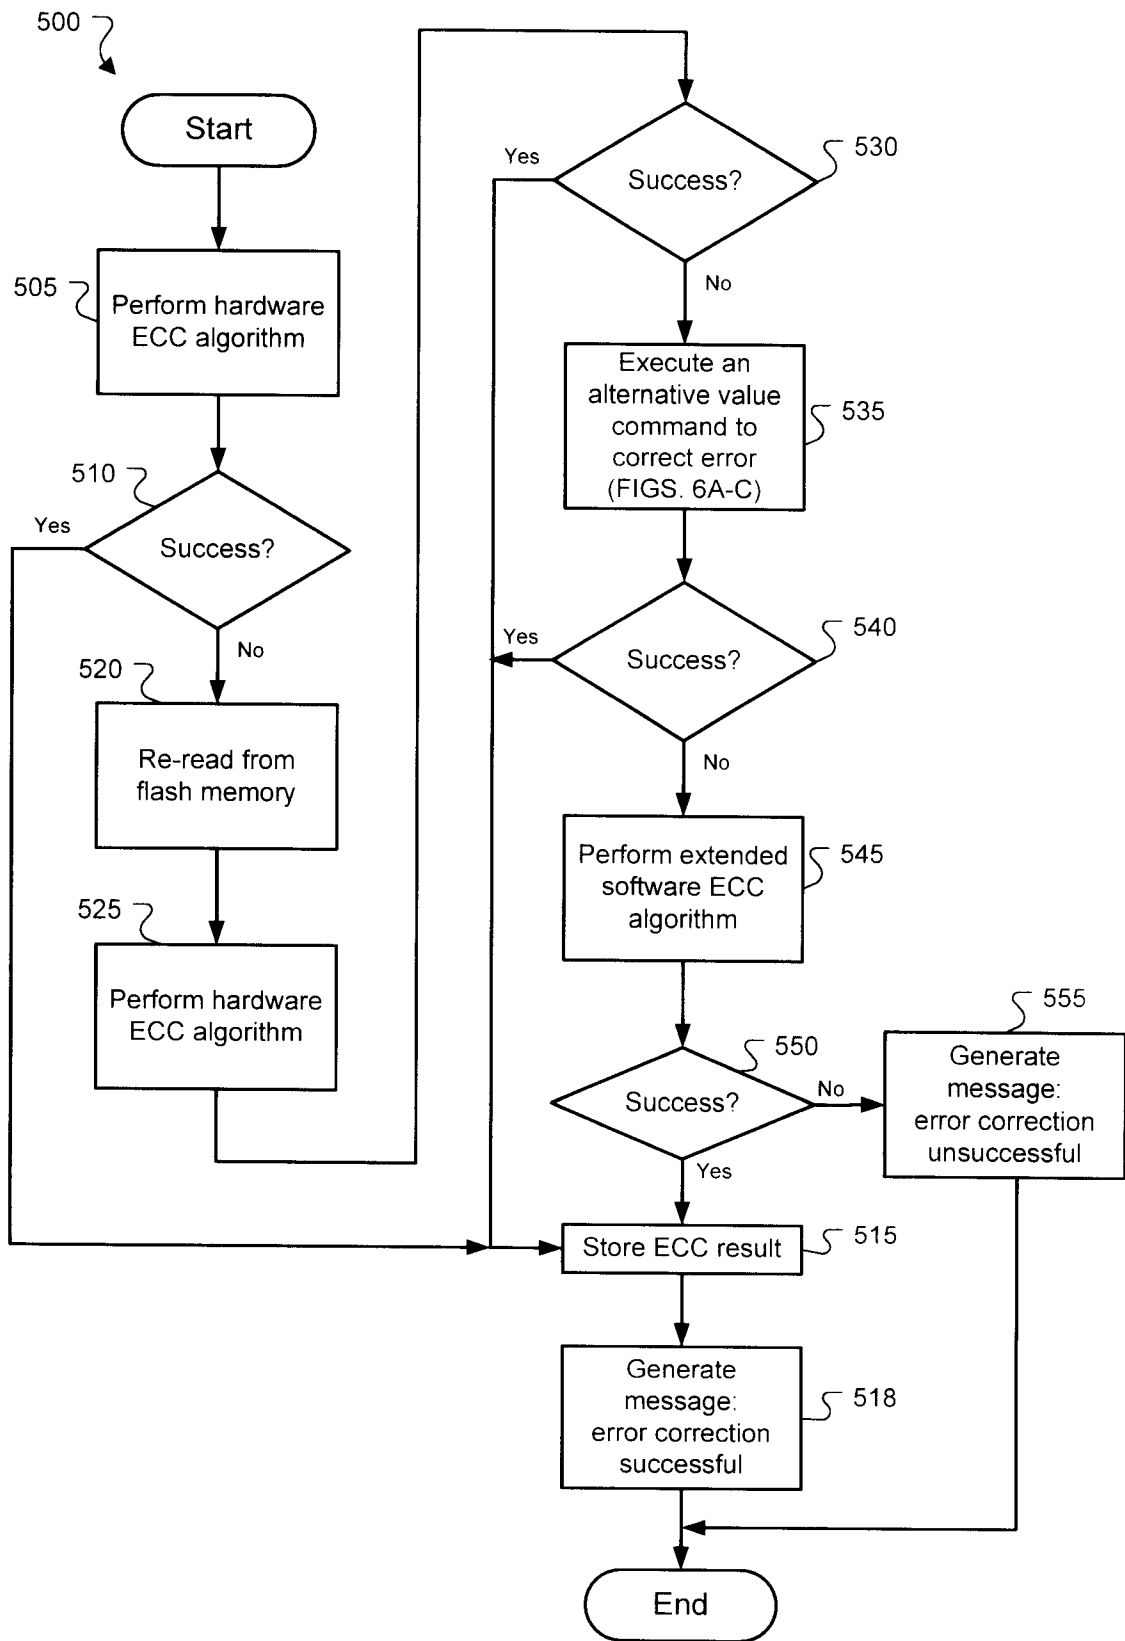 500
Start
505
Perform hardware
ECC algorithm
510
Yes
Success?
No
520
Re-read from
flash memory
525
Perform hardware
ECC algorithm
530
Yes
Success?
No
Execute an
alternative value
command to
correct error
(FIGS. 6A-C)
535
540
Yes
Success?
No
Perform extended
software ECC
algorithm
545
550
Success?
No
Yes
555
Generate
message:
error correction
unsuccessful
Store ECC result
515
Generate
message:
error correction
successful
518
End